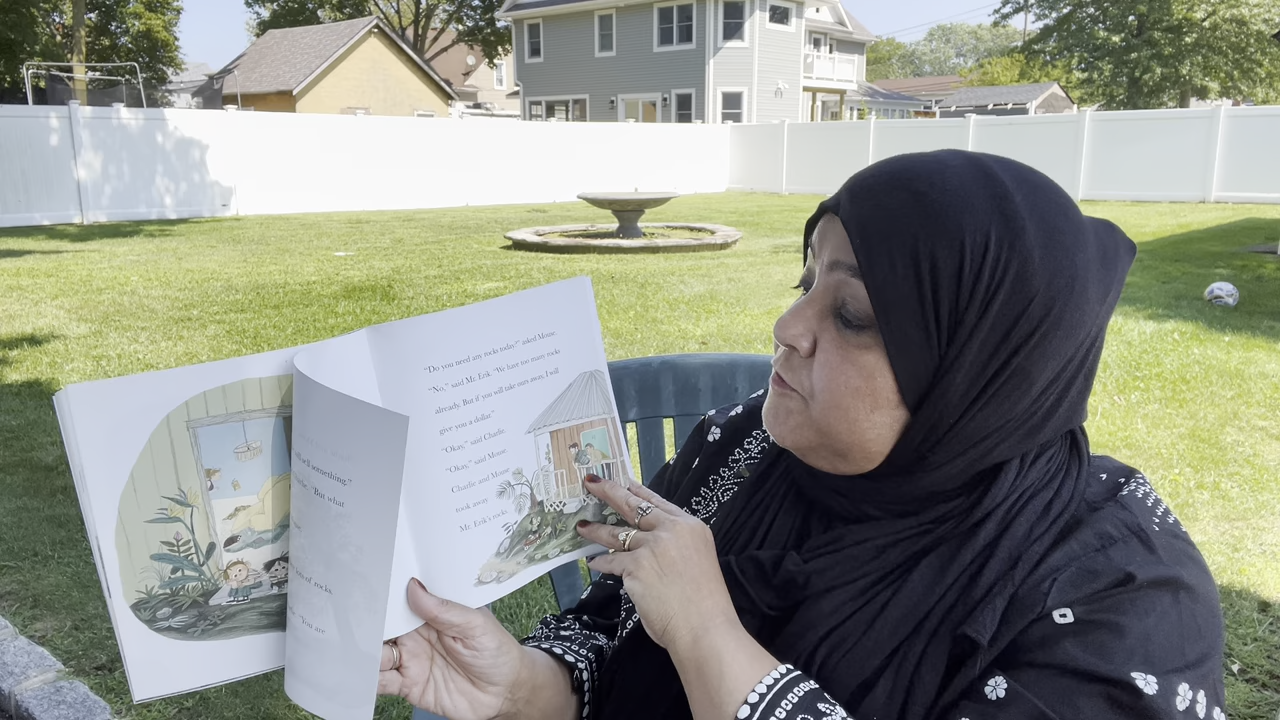 ell something."
"But what
lots of rocks.
"You are
"Do you need any rocks today?" asked Mouse.
"No," said Mr. Erik. "We have too many rocks
already. But if you will take ours away, I will
give you a dollar."
"Okay," said Charlie.
"Okay," said Mouse.
Charlie and Mouse
took away
Mr. Erik's rocks.